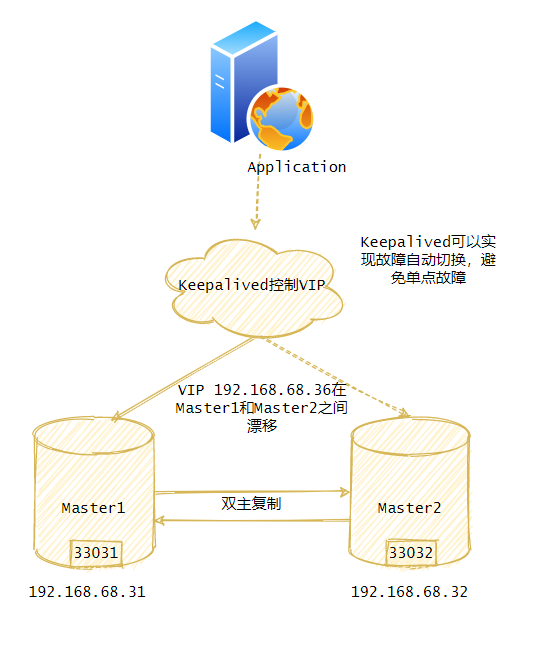 Application
Keepalived可以实
现故障自动切换，避
免单点故障
Keepalived控制VIP
VIP 192.168.68.36在
Master1和Master2之间
漂移
Master1
双主复制
Master2
33031
33032
192.168.68.31
192.168.68.32